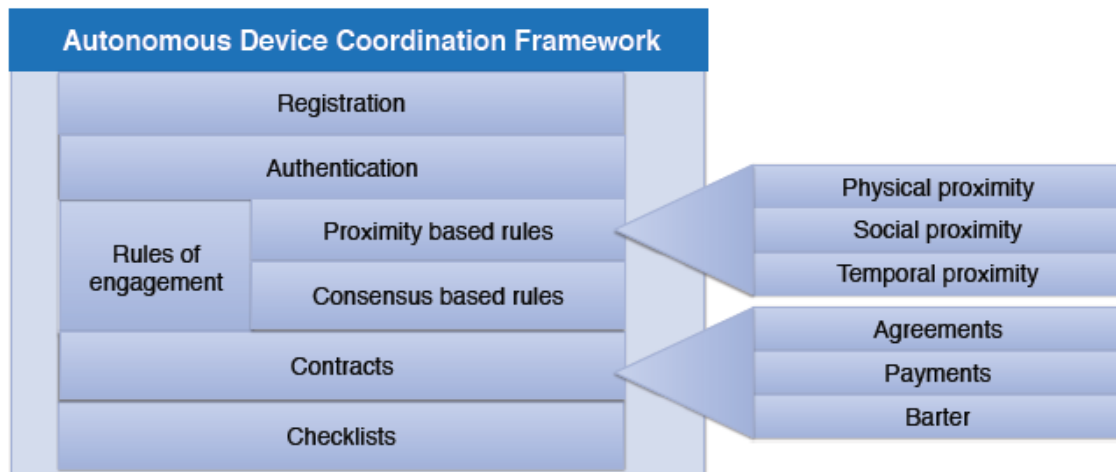 Autonomous Device Coordination Framework
Registration
Authentication
Rules of
engagement
Proximity based rules
Consensus based rules
Contracts
Checklists
Physical proximity
Social proximity
Temporal proximity
Agreements
Payments
Barter